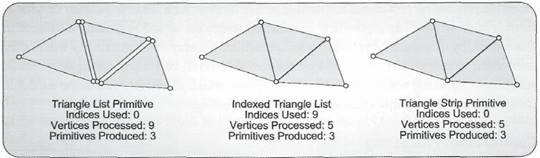 Triangle List Primitive
Indices Used: 0
Vertices Processed: 9
Primitives Produced: 3
Indexed Triangle List
Indices Used: 9
Vertices Processed: 5
Primitives Produced: 3
Triangle Strip Primitive
Indices Used: 0
Vertices Processed: 5
Primitives Produced: 3